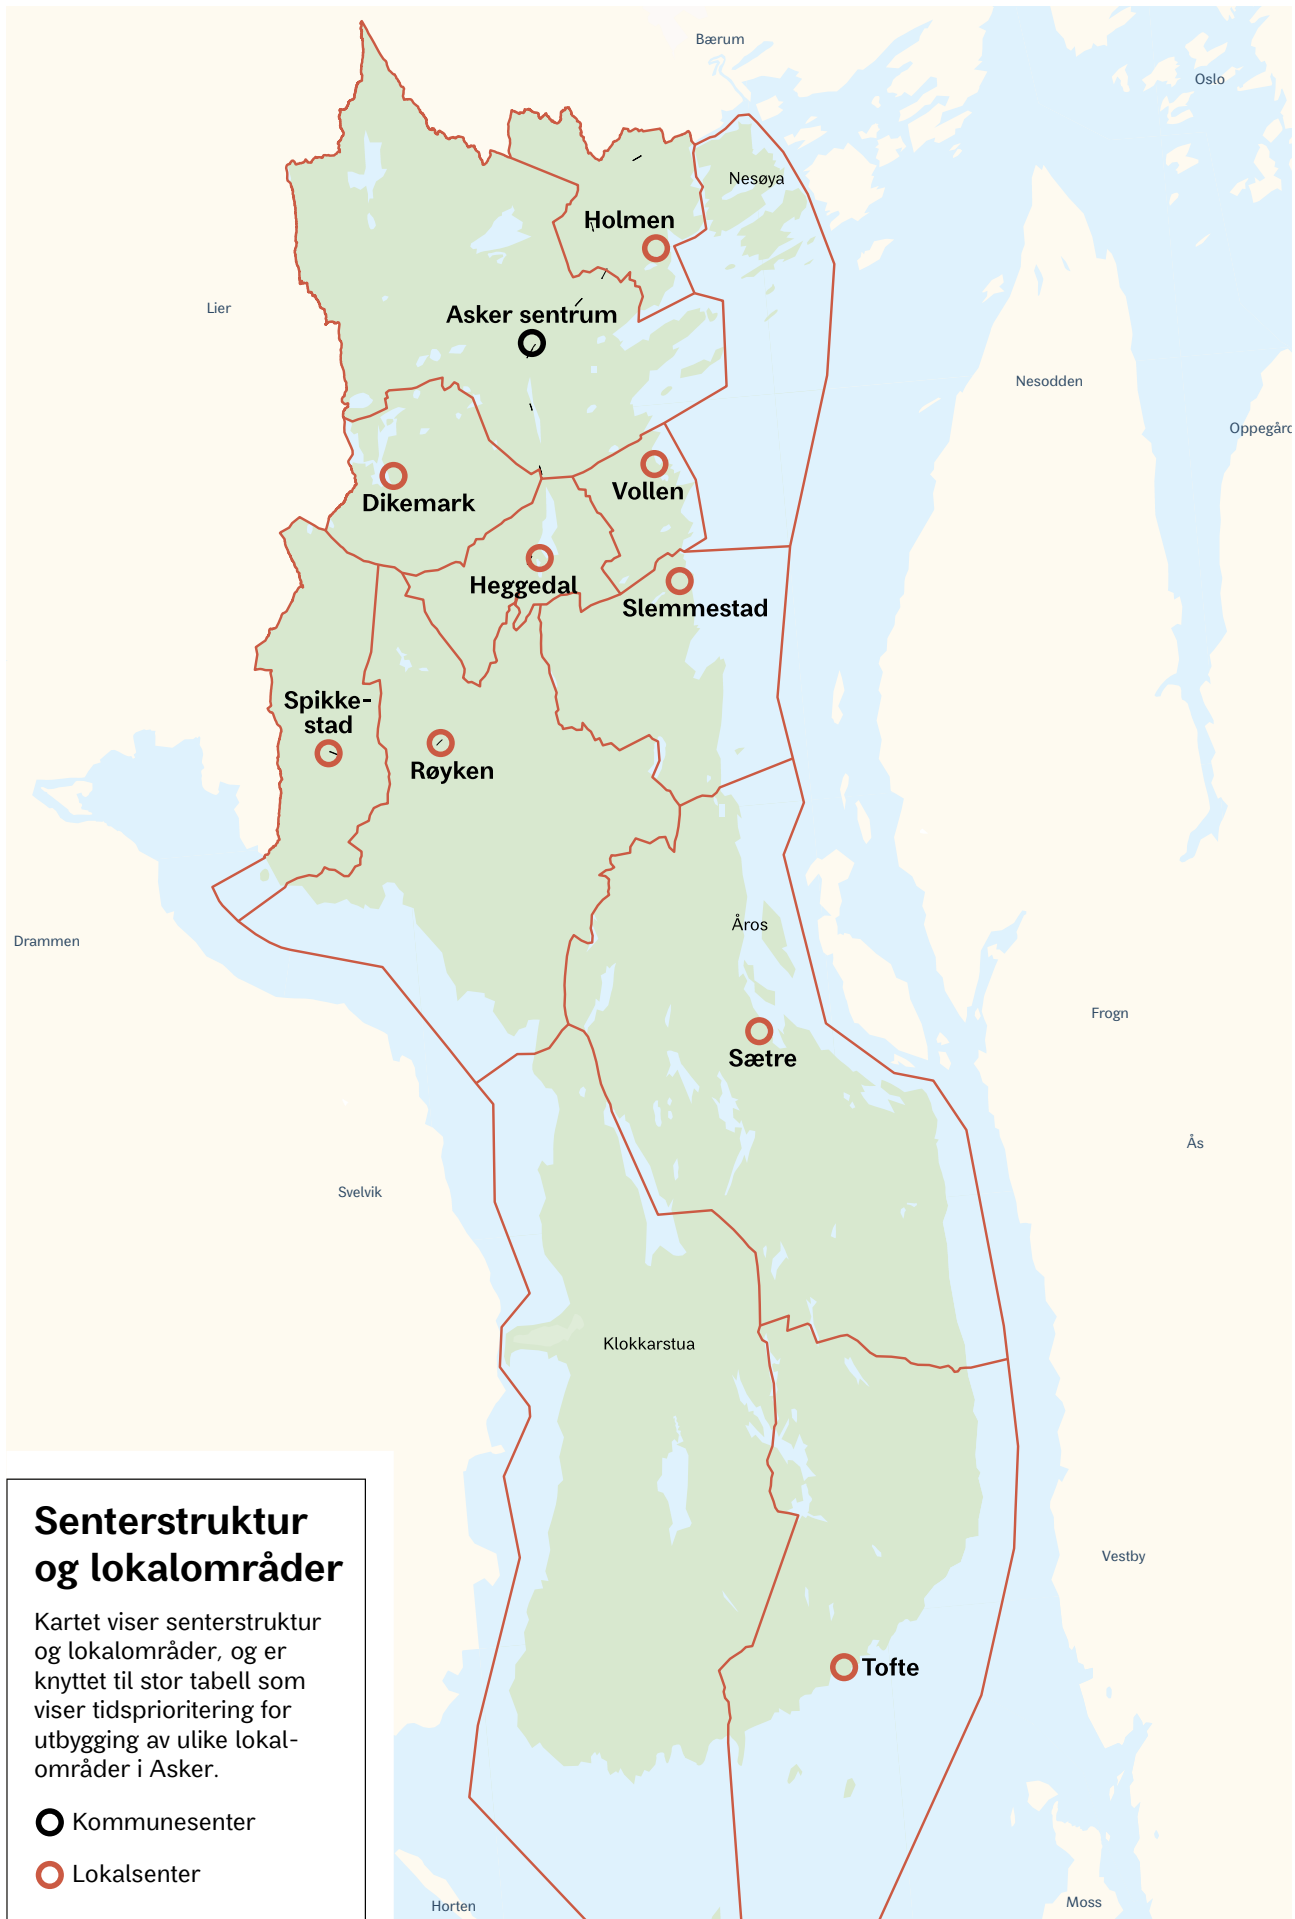 Bærum
Oslo
Nesøya
Holmen
Lier
Asker sentrum
Nesodden
Oppegård
Dikemark
Vollen
Heggedal
Slemmestad
Spikke-
stad
Røyken
Åros
Drammen
Frogn
Sætre
Ås
Svelvik
Klokkarstua
Vestby
Tofte
Senterstruktur
og lokalområder
Kartet viser senterstruktur
og lokalområder, og er
knyttet til stor tabell som
viser tidsprioritering for
utbygging av ulike lokal-
områder i Asker.
Kommunesenter
Lokalsenter
Horten
Moss